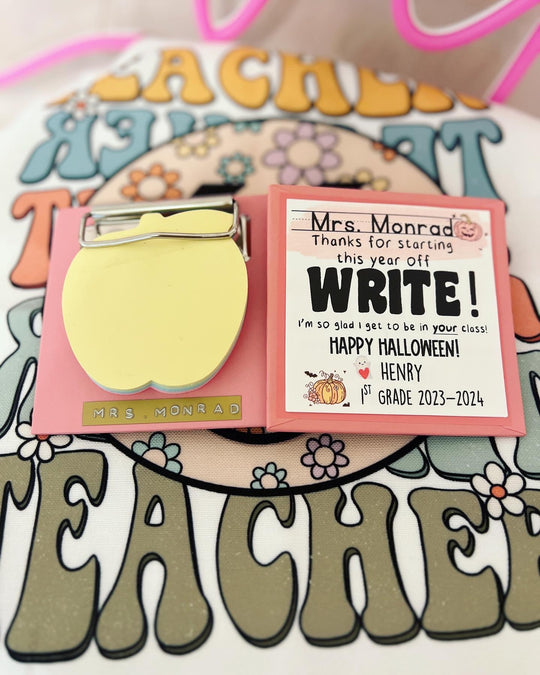 TEACHER
TEACHER
Mrs. Monrad
Thanks for starting
this year off
WRITE!
I'm so glad I get to be in your class!
HAPPY HALLOWEEN!
HENRY
1ST GRADE 2023-2024
MRS. MONRAD
TEACHER